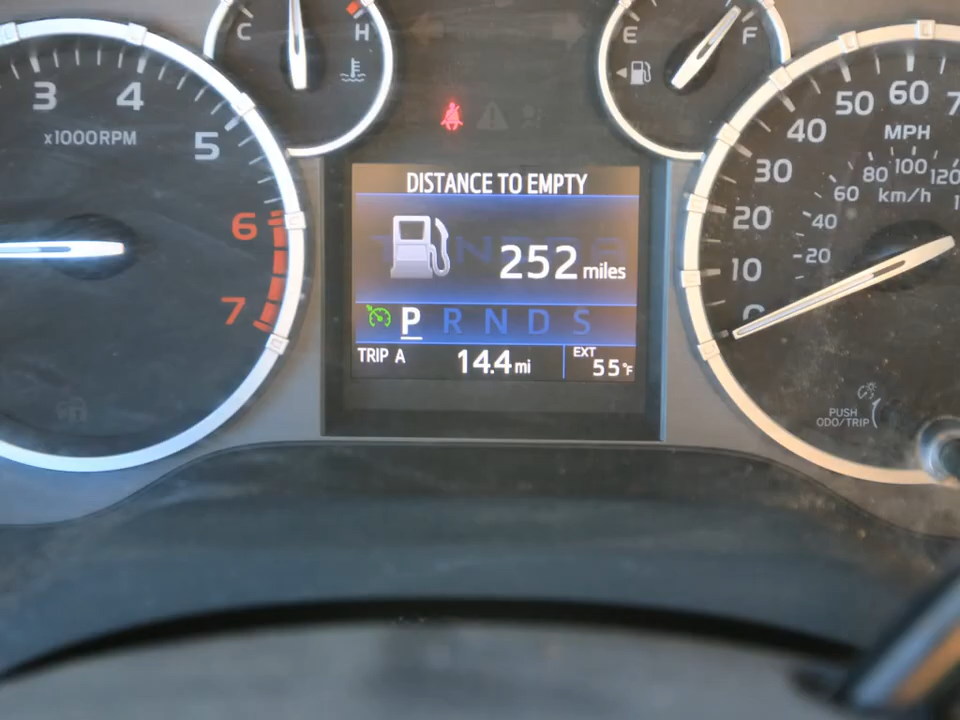 C H
E F
3 4 5 6 7
x1000RPM
DISTANCE TO EMPTY
252 miles
P R N D S
TRIP A 14.4 mi
EXT 55°F
0 10 20 30 40 50 60
MPH
20 40 60 80 100 120
km/h
PUSH
ODO/TRIP